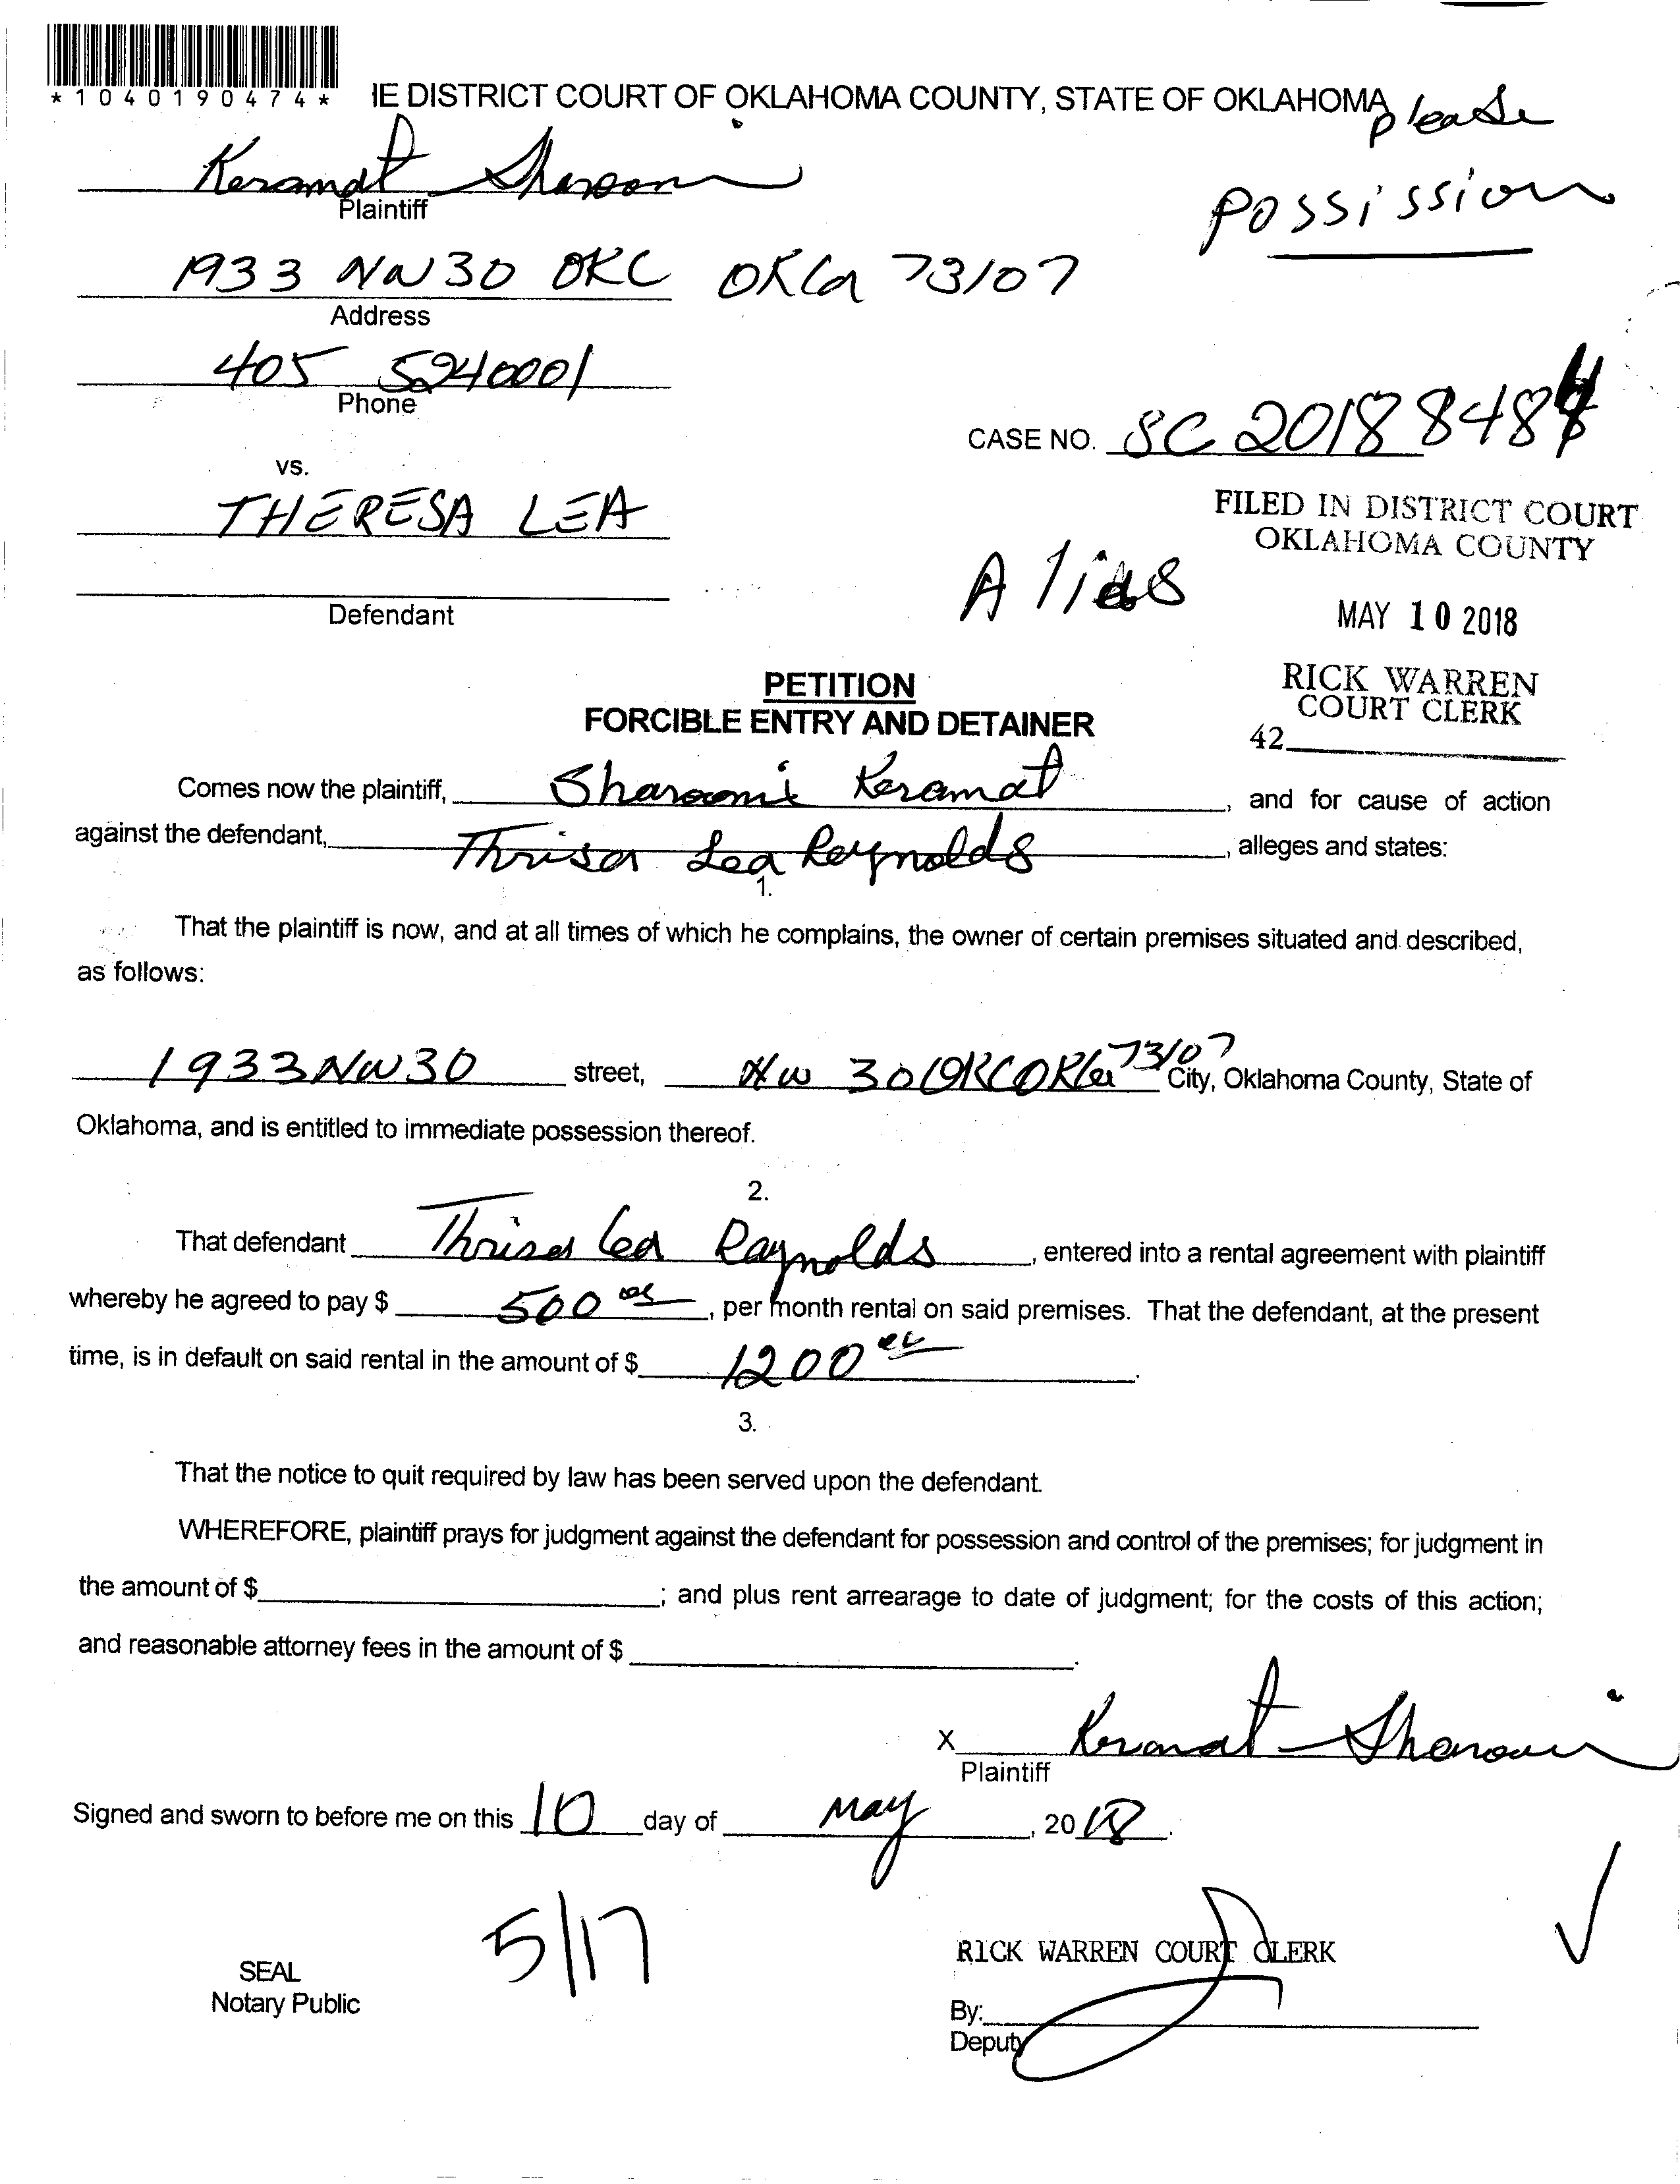 *1040190474*
IE DISTRICT COURT OF OKLAHOMA COUNTY, STATE OF OKLAHOMA
please
possission
Keramat Sharooni
Plaintiff
1933 NW30 OKC OKla 73107
Address
405 5240001
Phone
CASE NO. SC 2018 8484
vs.
THERESA LEA
FILED IN DISTRICT COURT
OKLAHOMA COUNTY
Alias
Defendant
MAY 10 2018
PETITION
FORCIBLE ENTRY AND DETAINER
RICK WARREN
COURT CLERK
42
Comes now the plaintiff, Sharoomi Keramat, and for cause of action
against the defendant, Thrisa Lea Reynolds, alleges and states:
1.
That the plaintiff is now, and at all times of which he complains, the owner of certain premises situated and described,
as follows:
1933 NW30 street, NW 30 OKC OKla 73107 City, Oklahoma County, State of
Oklahoma, and is entitled to immediate possession thereof.
2.
That defendant Thrisa Lea Raynolds, entered into a rental agreement with plaintiff
whereby he agreed to pay $ 500, per month rental on said premises. That the defendant, at the present
time, is in default on said rental in the amount of $ 1200.
3.
That the notice to quit required by law has been served upon the defendant.
WHEREFORE, plaintiff prays for judgment against the defendant for possession and control of the premises; for judgment in
the amount of $; and plus rent arrearage to date of judgment; for the costs of this action;
and reasonable attorney fees in the amount of $.
X Keramat Sharooni
Plaintiff
Signed and sworn to before me on this 10 day of May, 2018.
5/17
SEAL
Notary Public
RICK WARREN COURT CLERK
By:
Deputy